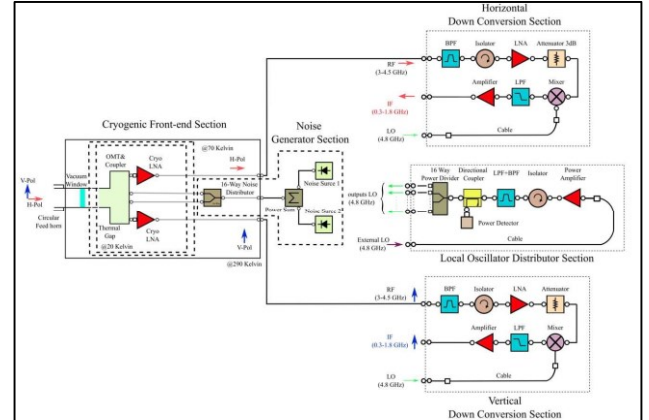 Horizontal
Down Conversion Section
BPF
Isolator
LNA
Attenuator 3dB
RF
(3-4.5 GHz)
Amplifier
LPF
Mixer
IF
(0.3-1.8 GHz)
LO
(4.8 GHz)
Cable
Cryogenic Front-end Section
@70 Kelvin
Noise
Generator Section
OMT&
Coupler
Cryo
LNA
H-Pol
V-Pol
Vacuum
Window
H-Pol
16-Way Noise
Distributor
Noise Source 1
Power Sum
Noise Source 2
Circular
Feed horn
Thermal
Gap
Cryo
LNA
@20 Kelvin
V-Pol
@290 Kelvin
16 Way
Power Divider
Directional
Coupler
LPF+BPF
Isolator
Power
Amplifier
outputs LO
(4.8 GHz)
Power Detector
External LO
(4.8 GHz)
Cable
Local Oscillator Distributor Section
BPF
Isolator
LNA
Attenuator
RF
(3-4.5 GHz)
Amplifier
LPF
Mixer
IF
(0.3-1.8 GHz)
LO
(4.8 GHz)
Cable
Vertical
Down Conversion Section